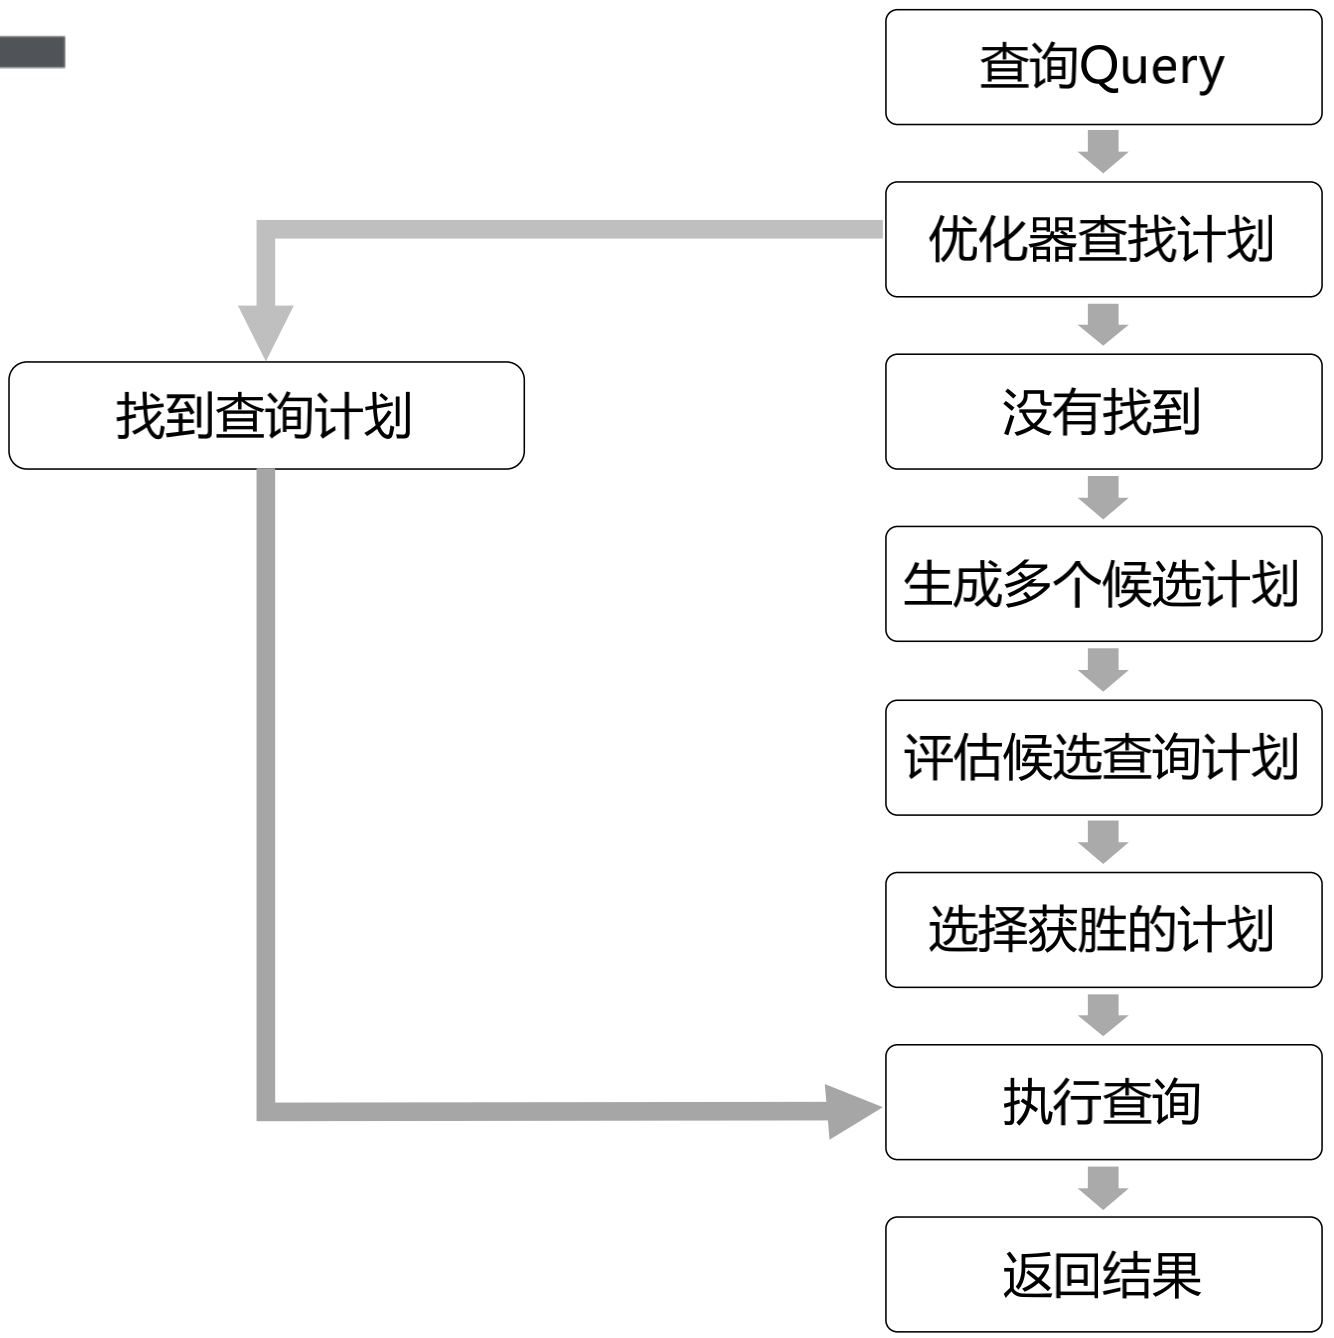 查询Query
优化器查找计划
找到查询计划
没有找到
生成多个候选计划
评估候选查询计划
选择获胜的计划
执行查询
返回结果